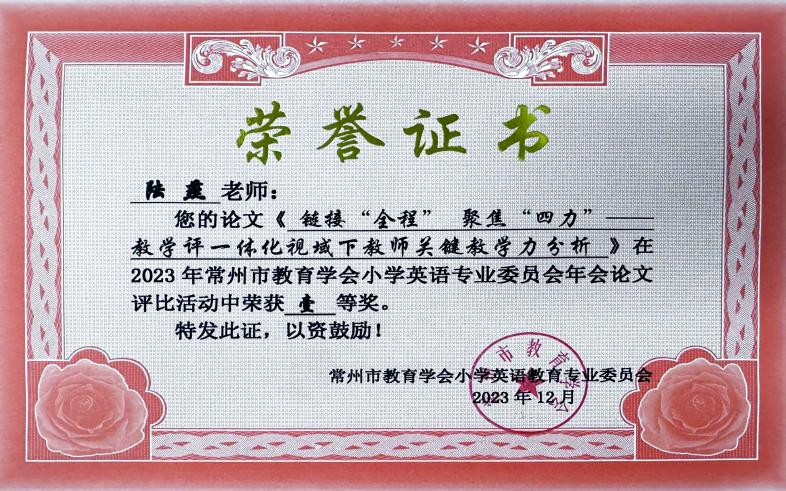 荣誉证书
陆燕老师：
您的论文《链接“全程” 聚焦“四力”——
教学评一体化视域下教师关键教学力分析》在
2023年常州市教育学会小学英语专业委员会年会论文
评比活动中荣获壹等奖。
特发此证，以资鼓励！
常州市教育学会小学英语教育专业委员会
2023年12月